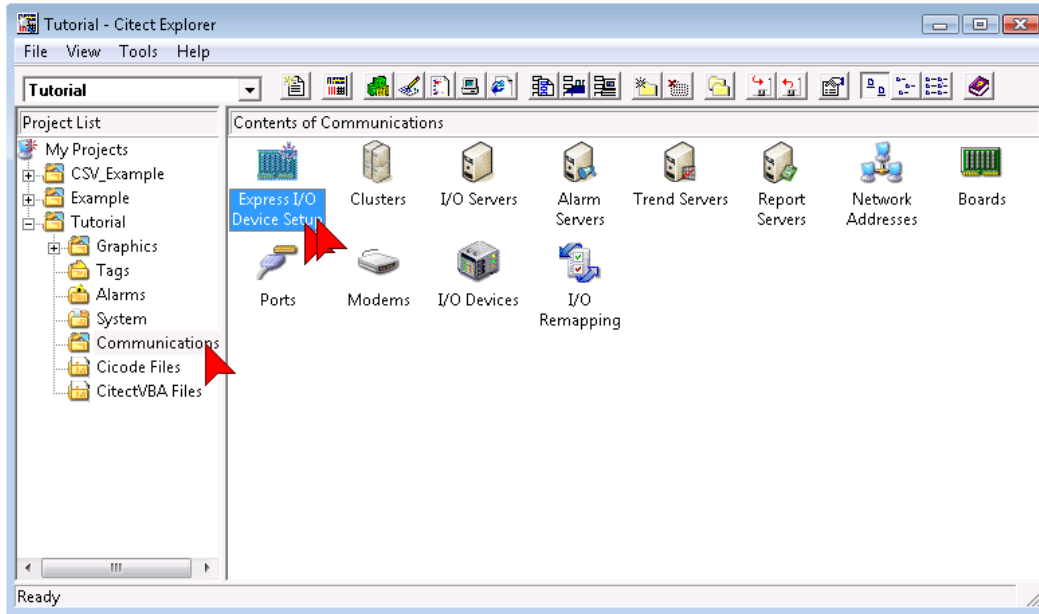 Tutorial - Citect Explorer
File View Tools Help
Tutorial
Project List
Contents of Communications
My Projects
CSV_Example
Example
Tutorial
Graphics
Tags
Alarms
System
Communications
Cicode Files
CitectVBA Files
Express I/O
Device Setup
Clusters
I/O Servers
Alarm
Servers
Trend Servers
Report
Servers
Network
Addresses
Boards
Ports
Modems
I/O Devices
I/O
Remapping
Ready